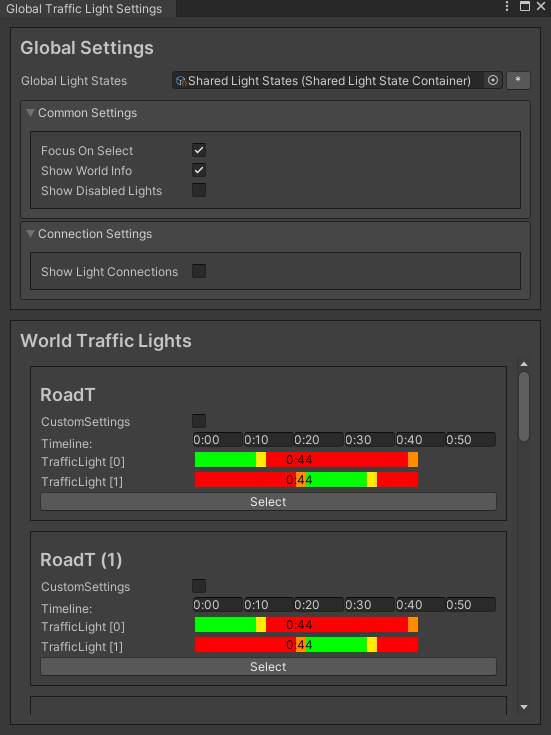 Global Traffic Light Settings
Global Settings
Global Light States Shared Light States (Shared Light State Container) *
Common Settings
Focus On Select
Show World Info
Show Disabled Lights
Connection Settings
Show Light Connections
World Traffic Lights
RoadT
CustomSettings
Timeline: 0:00 0:10 0:20 0:30 0:40 0:50
TrafficLight [0] 0:44
TrafficLight [1] 0:44
Select
RoadT (1)
CustomSettings
Timeline: 0:00 0:10 0:20 0:30 0:40 0:50
TrafficLight [0] 0:44
TrafficLight [1] 0:44
Select